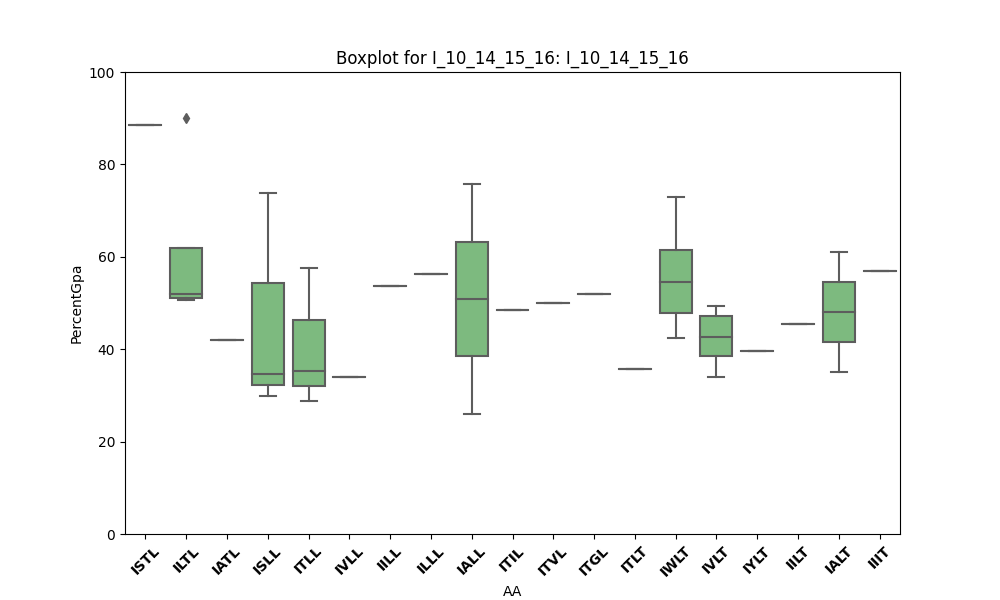 Boxplot for I_10_14_15_16: I_10_14_15_16
100
80
60
40
20
0
PercentGpa
ISTL ILTL IATL ISLL ITLL IVLL IILL ILLL IALL ITIL ITVL ITGL ITLT IWLT IVLT IYLT IILT IALT IIIT
AA